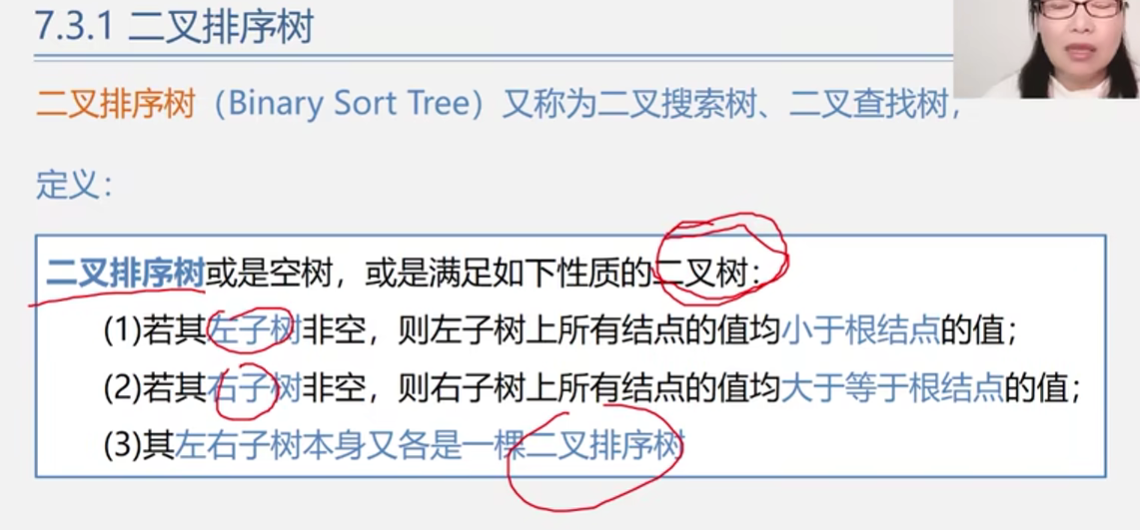 7.3.1 二叉排序树
二叉排序树（Binary Sort Tree）又称为二叉搜索树、二叉查找树，
定义：
二叉排序树或是空树，或是满足如下性质的二叉树：
(1)若其左子树非空，则左子树上所有结点的值均小于根结点的值；
(2)若其右子树非空，则右子树上所有结点的值均大于等于根结点的值；
(3)其左右子树本身又各是一棵二叉排序树